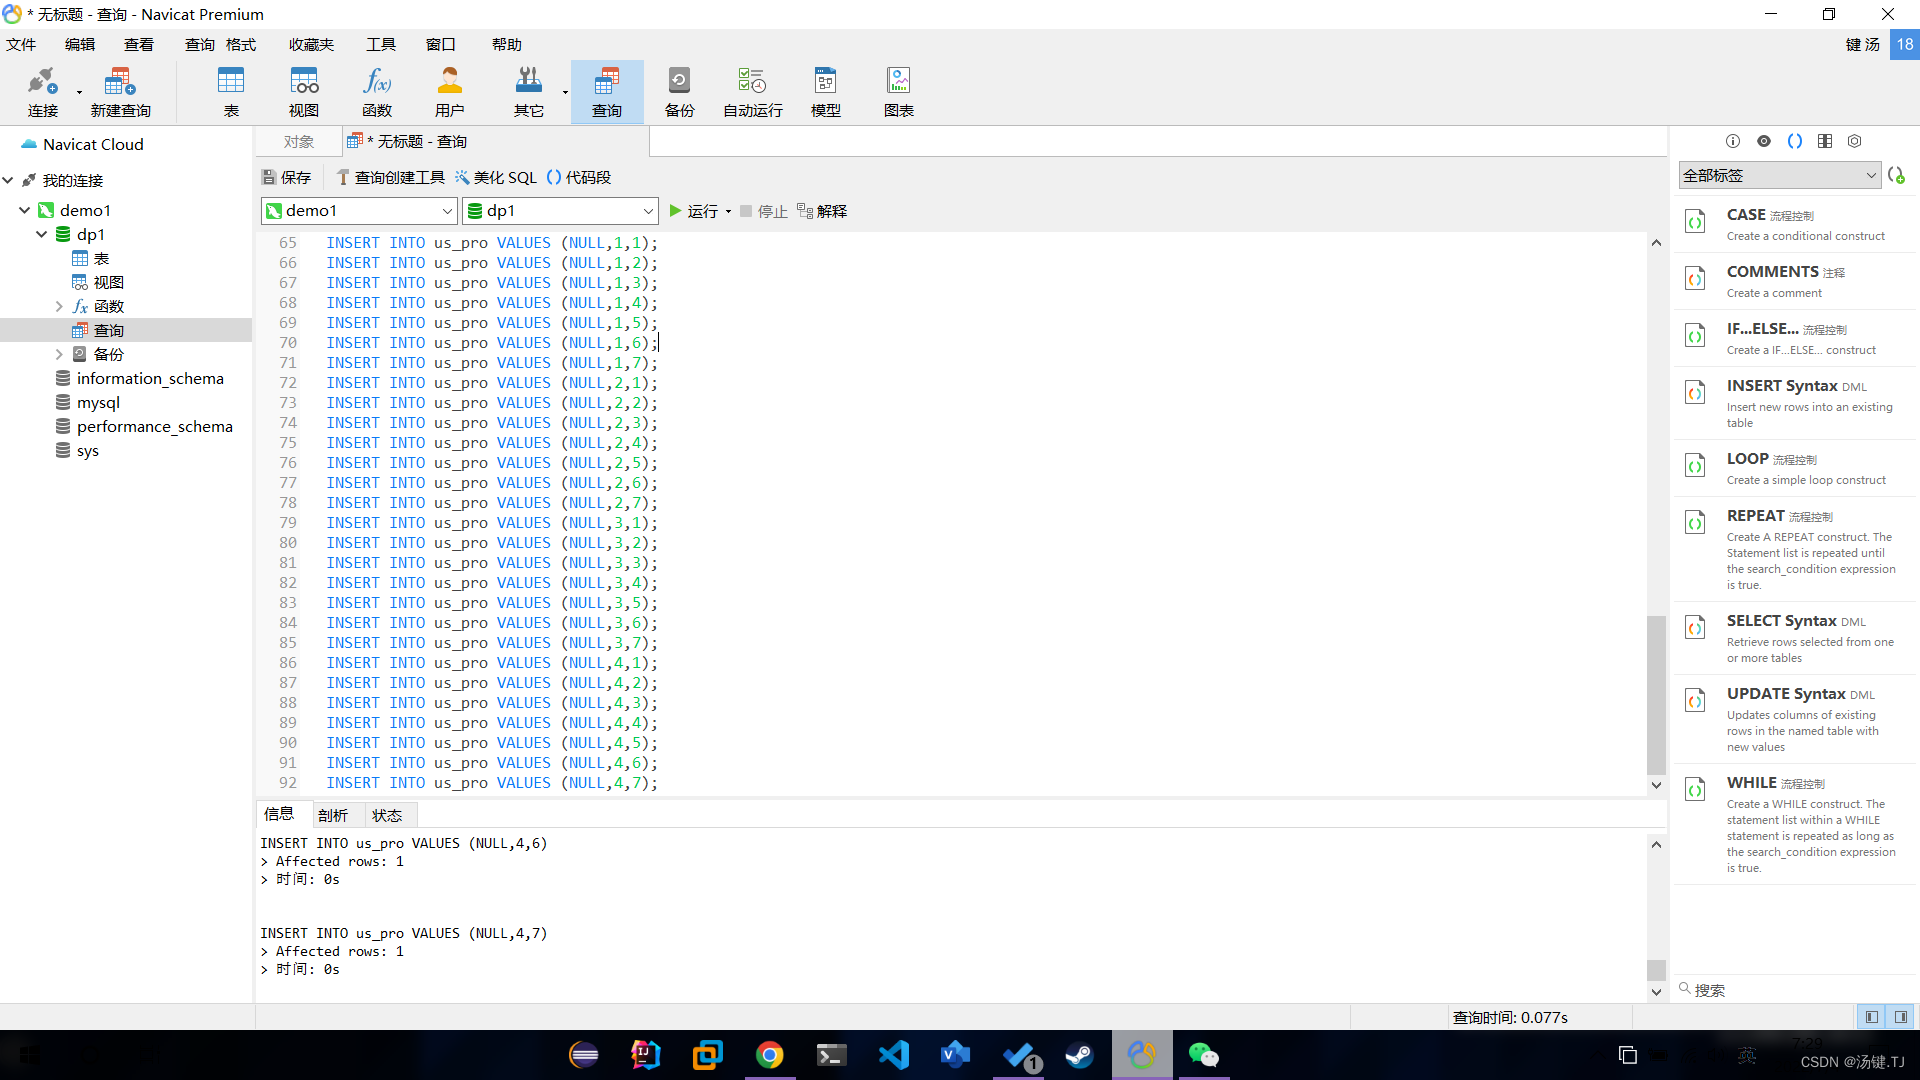 * 无标题 - 查询 - Navicat Premium
文件 编辑 查看 查询 格式 收藏夹 工具 窗口 帮助
键 汤 18
连接 新建查询 表 视图 函数 用户 其它 查询 备份 自动运行 模型 图表
Navicat Cloud
我的连接
demo1
dp1
表
视图
函数
查询
备份
information_schema
mysql
performance_schema
sys
对象 * 无标题 - 查询
保存 查询创建工具 美化 SQL 代码段
demo1 dp1 运行 停止 解释
65 INSERT INTO us_pro VALUES (NULL,1,1);
66 INSERT INTO us_pro VALUES (NULL,1,2);
67 INSERT INTO us_pro VALUES (NULL,1,3);
68 INSERT INTO us_pro VALUES (NULL,1,4);
69 INSERT INTO us_pro VALUES (NULL,1,5);
70 INSERT INTO us_pro VALUES (NULL,1,6);
71 INSERT INTO us_pro VALUES (NULL,1,7);
72 INSERT INTO us_pro VALUES (NULL,2,1);
73 INSERT INTO us_pro VALUES (NULL,2,2);
74 INSERT INTO us_pro VALUES (NULL,2,3);
75 INSERT INTO us_pro VALUES (NULL,2,4);
76 INSERT INTO us_pro VALUES (NULL,2,5);
77 INSERT INTO us_pro VALUES (NULL,2,6);
78 INSERT INTO us_pro VALUES (NULL,2,7);
79 INSERT INTO us_pro VALUES (NULL,3,1);
80 INSERT INTO us_pro VALUES (NULL,3,2);
81 INSERT INTO us_pro VALUES (NULL,3,3);
82 INSERT INTO us_pro VALUES (NULL,3,4);
83 INSERT INTO us_pro VALUES (NULL,3,5);
84 INSERT INTO us_pro VALUES (NULL,3,6);
85 INSERT INTO us_pro VALUES (NULL,3,7);
86 INSERT INTO us_pro VALUES (NULL,4,1);
87 INSERT INTO us_pro VALUES (NULL,4,2);
88 INSERT INTO us_pro VALUES (NULL,4,3);
89 INSERT INTO us_pro VALUES (NULL,4,4);
90 INSERT INTO us_pro VALUES (NULL,4,5);
91 INSERT INTO us_pro VALUES (NULL,4,6);
92 INSERT INTO us_pro VALUES (NULL,4,7);
信息 剖析 状态
INSERT INTO us_pro VALUES (NULL,4,6)
> Affected rows: 1
> 时间: 0s
INSERT INTO us_pro VALUES (NULL,4,7)
> Affected rows: 1
> 时间: 0s
全部标签
CASE 流程控制
Create a conditional construct
COMMENTS 注释
Create a comment
IF...ELSE... 流程控制
Create a IF...ELSE... construct
INSERT Syntax DML
Insert new rows into an existing
table
LOOP 流程控制
Create a simple loop construct
REPEAT 流程控制
Create A REPEAT construct. The
Statement list is repeated until
the search_condition expression
is true.
SELECT Syntax DML
Retrieve rows selected from one
or more tables
UPDATE Syntax DML
Updates columns of existing
rows in the named table with
new values
WHILE 流程控制
Create a WHILE construct. The
statement list within a WHILE
statement is repeated as long as
the search_condition expression
is true.
搜索
查询时间: 0.077s
英
7:29
CSDN @汤键.TJ